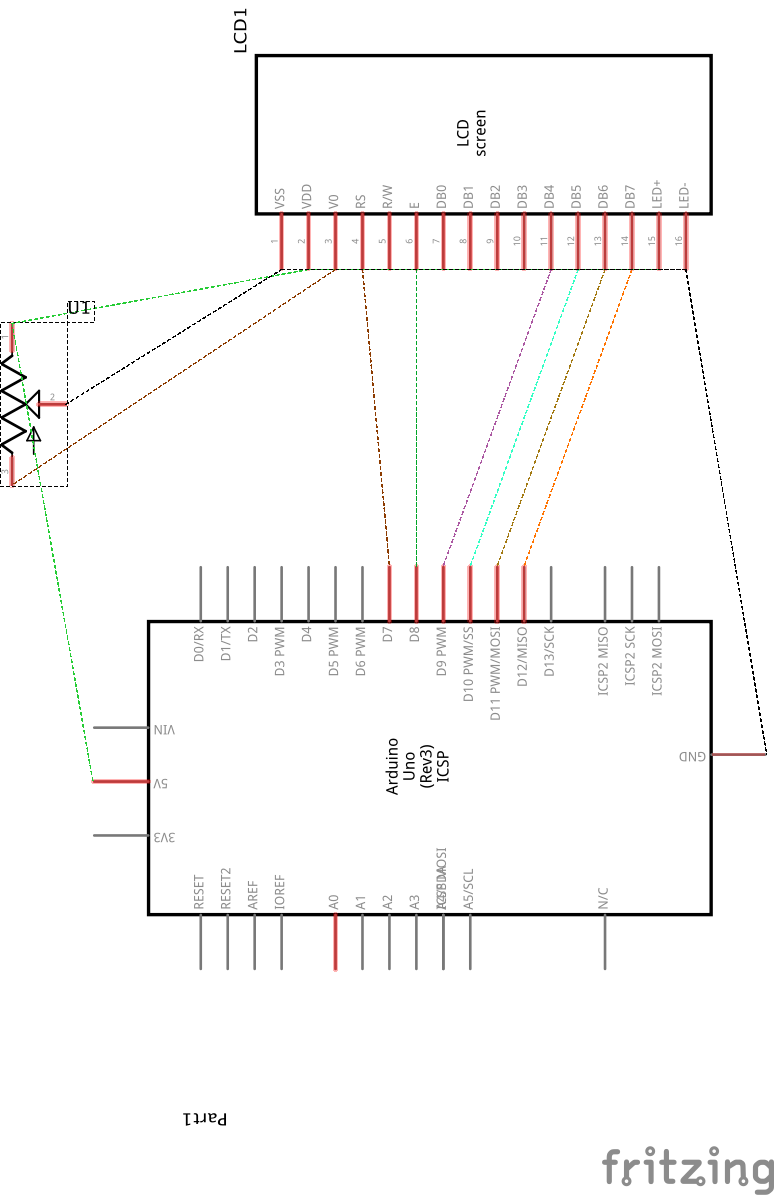 LCD1
LCD
screen
VSS
VDD
V0
RS
R/W
E
DB0
DB1
DB2
DB3
DB4
DB5
DB6
DB7
LED+
LED-
1
2
3
4
5
6
7
8
9
10
11
12
13
14
15
16
U1
1
2
3
D0/RX
D1/TX
D2
D3 PWM
D4
D5 PWM
D6 PWM
D7
D8
D9 PWM
D10 PWM/SS
D11 PWM/MOSI
D12/MISO
D13/SCK
ICSP2 MISO
ICSP2 SCK
ICSP2 MOSI
VIN
5V
3V3
Arduino
Uno
(Rev3)
ICSP
GND
RESET
RESET2
AREF
IOREF
A0
A1
A2
A3
A5/SCL
N/C
Part1
fritzing